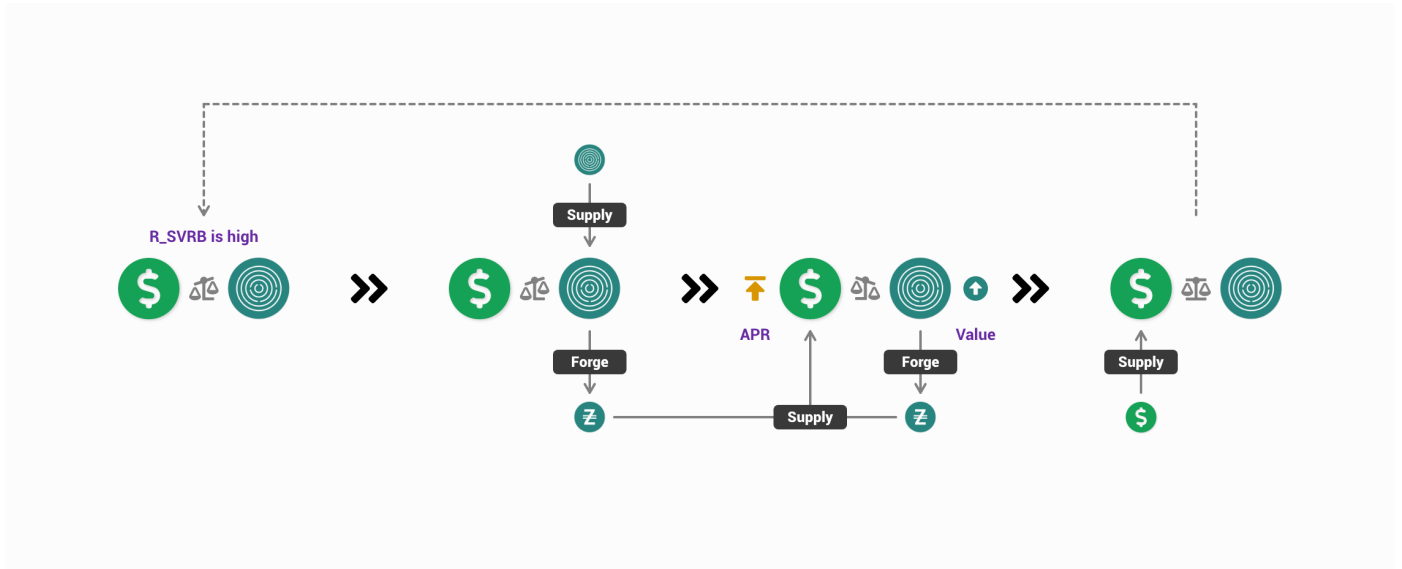 Supply
R_SVRB is high
$
$
$
$
APR
Value
Forge
Forge
Supply
Ƶ
Supply
Ƶ
$